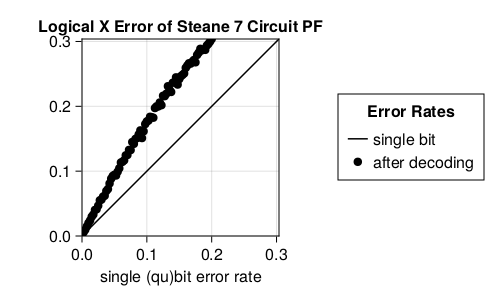 Logical X Error of Steane 7 Circuit PF
0.3
0.2
0.1
0.0
0.0 0.1 0.2 0.3
single (qu)bit error rate
Error Rates
single bit
after decoding